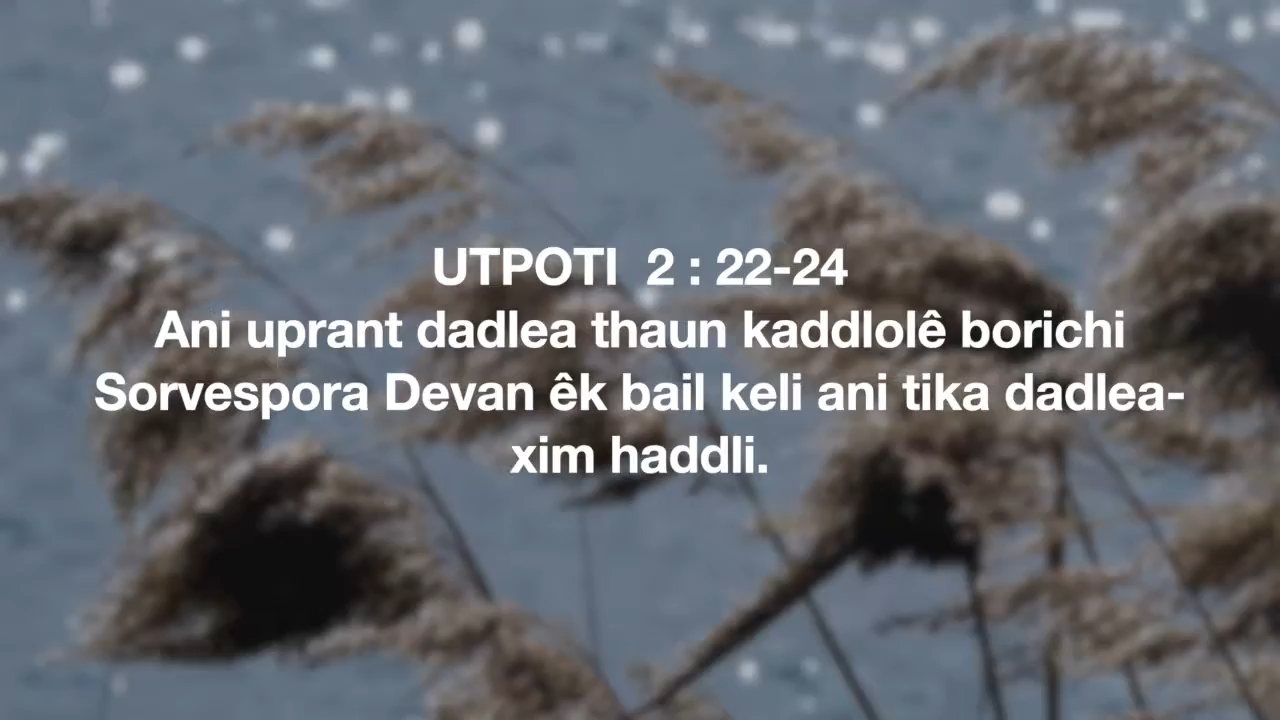 UTPOTI 2 : 22-24
Ani uprant dadlea thaun kaddlolê borichi
Sorvespora Devan êk bail keli ani tika dadlea-
xim haddli.